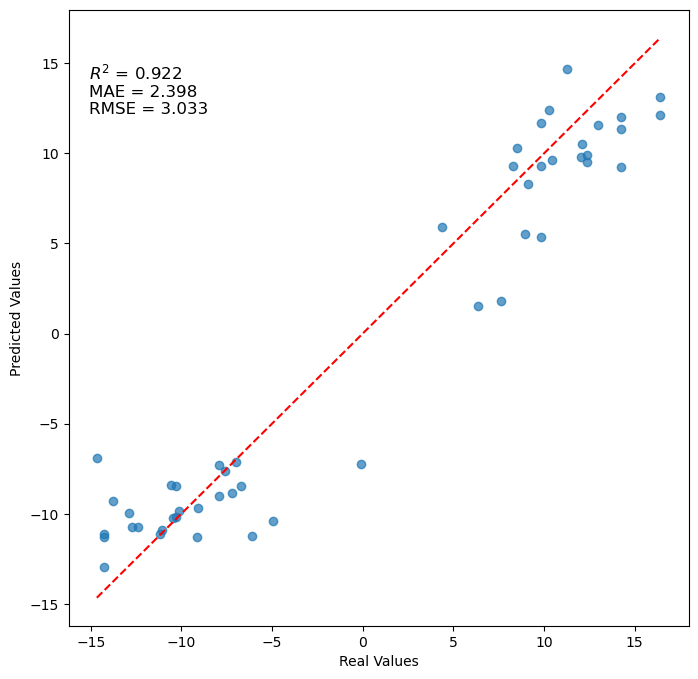 R² = 0.922
MAE = 2.398
RMSE = 3.033
15
10
5
0
−5
−10
−15
Predicted Values
−15 −10 −5 0 5 10 15
Real Values